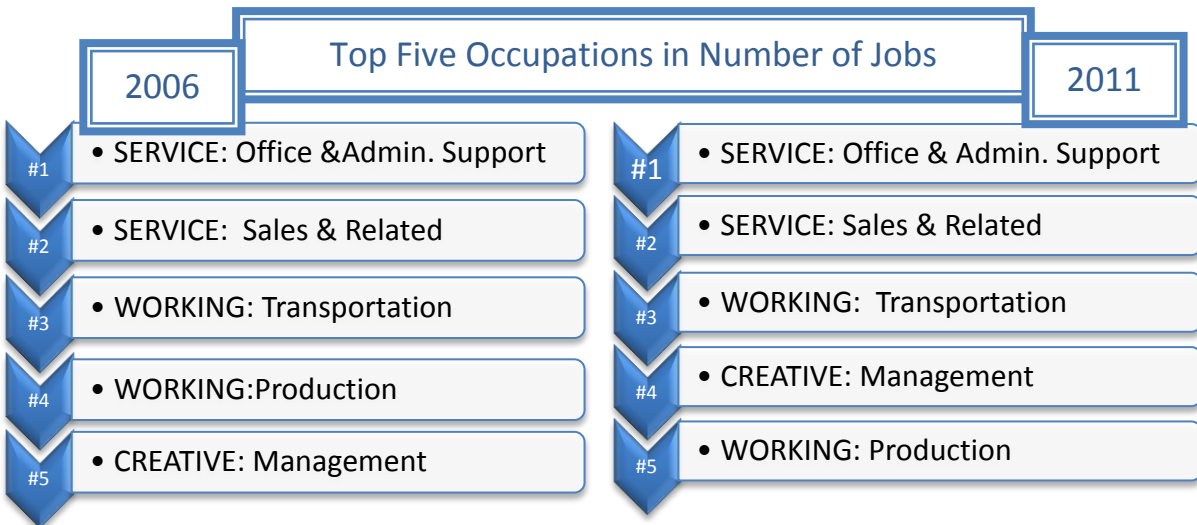 Top Five Occupations in Number of Jobs
2006
#1
• SERVICE: Office &Admin. Support
#2
• SERVICE:  Sales & Related
#3
• WORKING: Transportation
#4
• WORKING:Production
#5
• CREATIVE: Management
2011
#1
• SERVICE: Office & Admin. Support
#2
• SERVICE: Sales & Related
#3
• WORKING:  Transportation
#4
• CREATIVE: Management
#5
• WORKING: Production